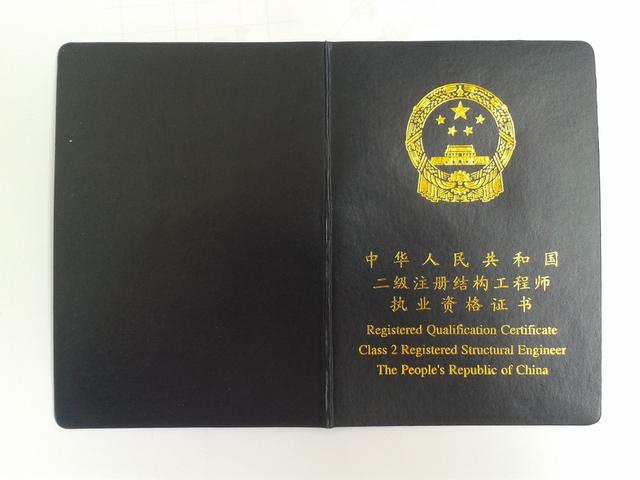 中华人民共和国
二级注册结构工程师
执业资格证书
Registered Qualification Certificate
Class 2 Registered Structural Engineer
The People's Republic of China